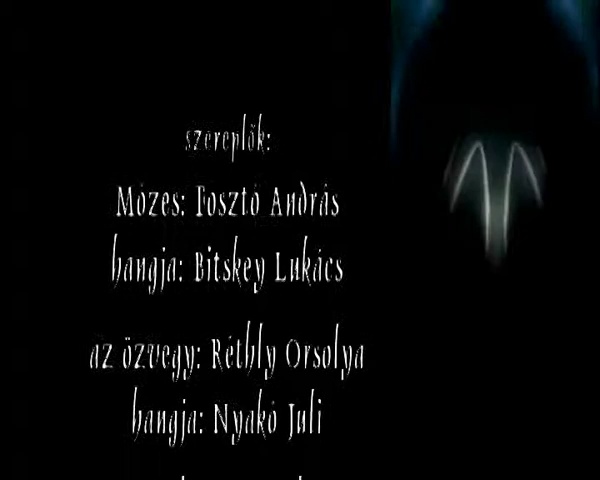 szereplők:
Mózes: Fosztó András
hangja: Bitskey Lukács
az özvegy: Réthly Orsolya
hangja: Nyakó Juli